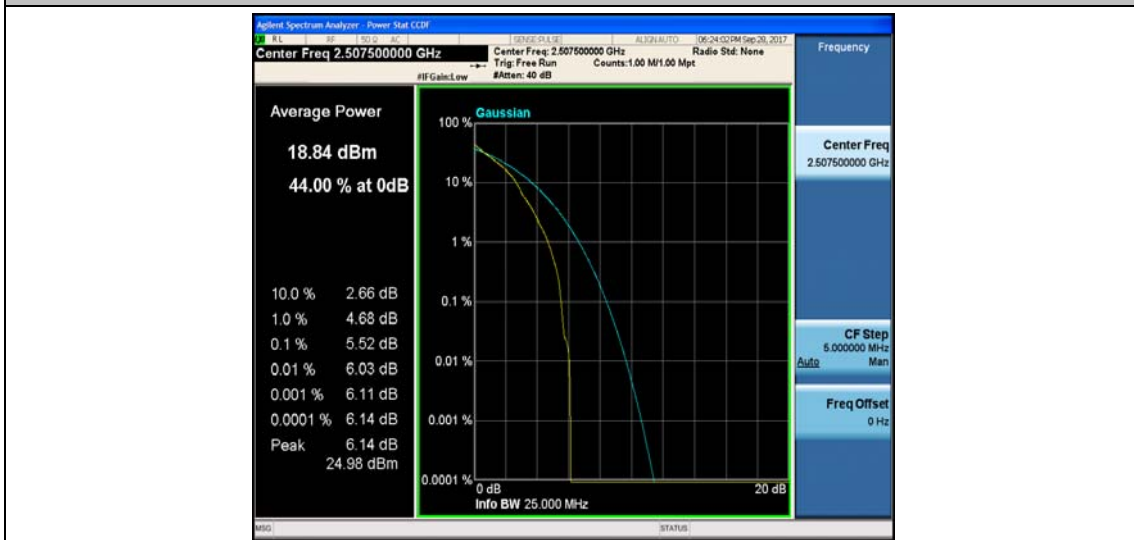 Agilent Spectrum Analyzer - Power Stat CCDF
RL RF 50 Ω AC SENSE:PULSE ALIGN AUTO 06:24:02 PM Sep 20, 2017
Center Freq 2.507500000 GHz
Center Freq: 2.507500000 GHz Radio Std: None
Trig: Free Run Counts:1.00 M/1.00 Mpt
#IFGain:Low #Atten: 40 dB
Frequency
Average Power
18.84 dBm
44.00 % at 0dB
10.0 % 2.66 dB
1.0 % 4.68 dB
0.1 % 5.52 dB
0.01 % 6.03 dB
0.001 % 6.11 dB
0.0001 % 6.14 dB
Peak 6.14 dB
24.98 dBm
Gaussian
100 %
10 %
1 %
0.1 %
0.01 %
0.001 %
0.0001 %
0 dB 20 dB
Info BW 25.000 MHz
Center Freq
2.507500000 GHz
CF Step
5.000000 MHz
Auto Man
Freq Offset
0 Hz
MSG STATUS